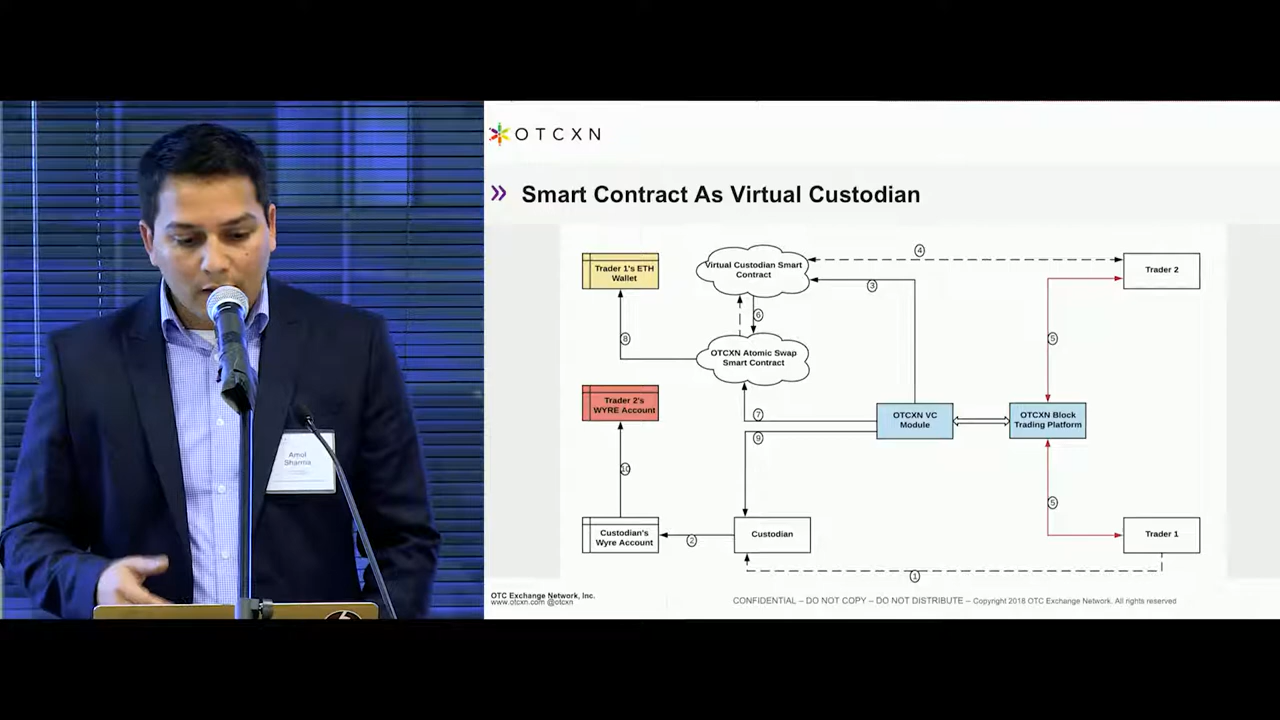 OTCXN
Smart Contract As Virtual Custodian
Trader 1's ETH
Wallet
Virtual Custodian Smart
Contract
4
Trader 2
3
6
8
OTCXN Atomic Swap
Smart Contract
5
Trader 2's
WYRE Account
7
OTCXN VC
Module
OTCXN Block
Trading Platform
9
10
5
Custodian's
Wyre Account
2
Custodian
Trader 1
1
Amol
Sharma
OTC Exchange Network, Inc.
www.otcxn.com @otcxn
CONFIDENTIAL – DO NOT COPY – DO NOT DISTRIBUTE – Copyright 2018 OTC Exchange Network. All rights reserved